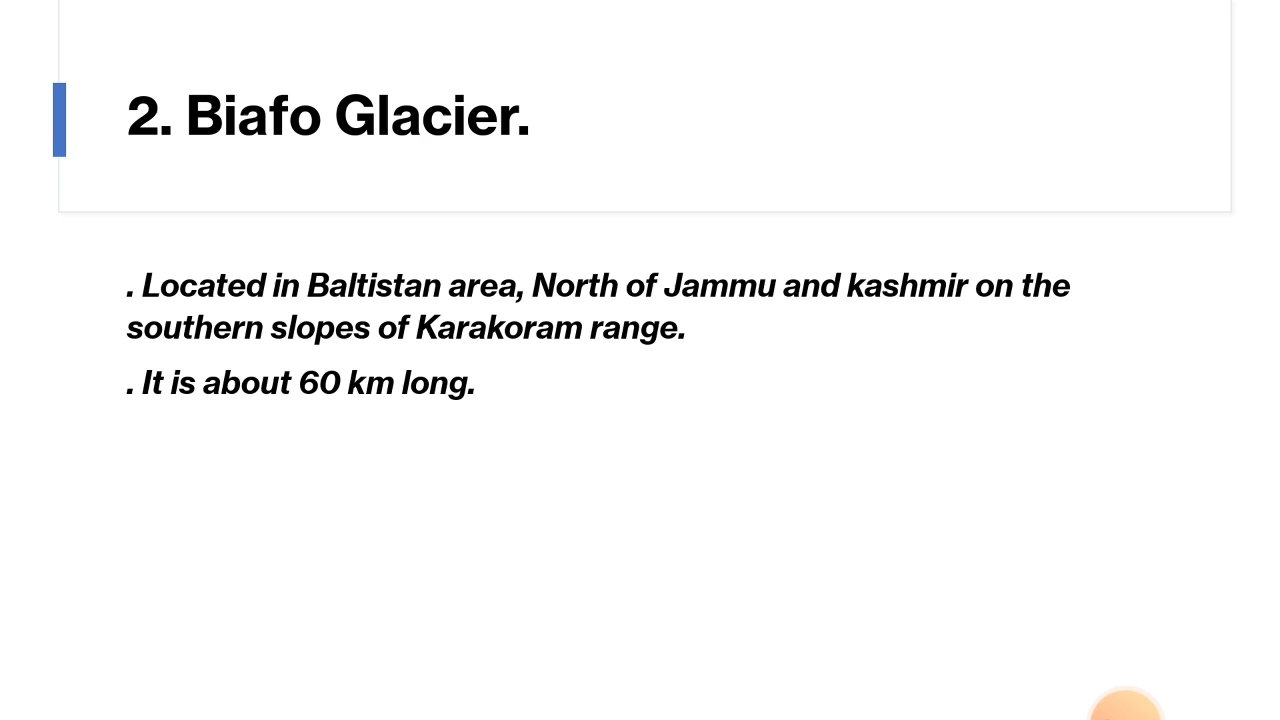 2. Biafo Glacier.
. Located in Baltistan area, North of Jammu and kashmir on the
southern slopes of Karakoram range.
. It is about 60 km long.